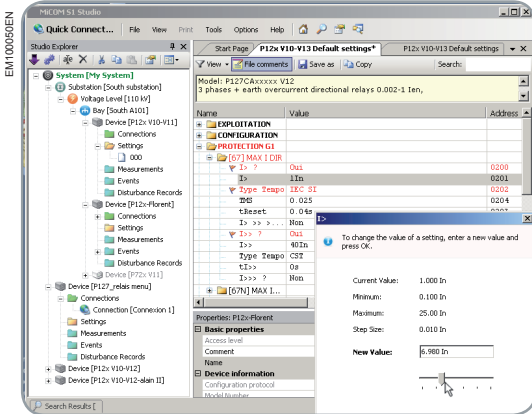 EM100050EN
MiCOM S1 Studio
Quick Connect... File View Print Tools Options Help
Studio Explorer
Start Page P12x V10-V13 Default settings* P12x V10-V13 Default settings
View File comments Save as Copy Search:
Model: P127CAxxxxx V12
3 phases + earth overcurrent directional relays 0.002-1 Ien,
Name Value Address
EXPLOITATION
CONFIGURATION
PROTECTION G1
[67] MAX I DIR
I> ? Oui 0200
I> 1In 0201
Type Tempo IEC SI 0202
TMS 0.025 0204
tReset 0.04s
I> >> >... Non
I>> ? Oui
I>> 40In
Type Tempo CST
tI>> 0s
I>>> ? Non
[67N] MAX I...
System [My System]
Substation [South substation]
Voltage Level [110 kV]
Bay [South A101]
Device [P12x V10-V11]
Connections
Settings
000
Measurements
Events
Disturbance Records
Device [P12x-Florent]
Connections
Settings
Measurements
Events
Disturbance Records
Device [P72x V11]
Device [P127_relais menu]
Connections
Connection [Connexion 1]
Settings
Measurements
Events
Disturbance Records
Device [P12x V10-V12]
Device [P12x V10-V12-alain II]
Search Results [
Properties: P12x-Florent
Basic properties
Access level
Comment
Name
Device information
Configuration protocol
Model Number
I>
To change the value of a setting, enter a new value and
press OK.
Current Value: 1.000 In
Minimum: 0.100 In
Maximum: 25.00 In
Step Size: 0.010 In
New Value: 6.980 In